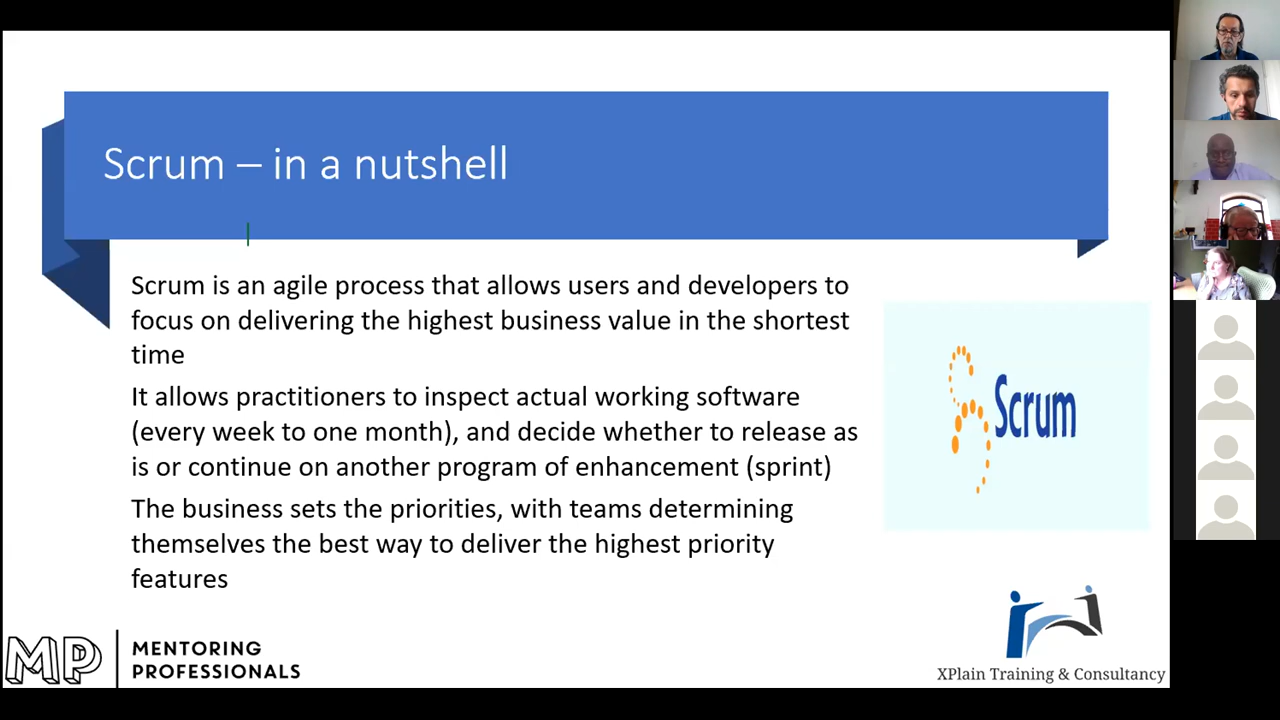 Scrum – in a nutshell
Scrum is an agile process that allows users and developers to
focus on delivering the highest business value in the shortest
time
It allows practitioners to inspect actual working software
(every week to one month), and decide whether to release as
is or continue on another program of enhancement (sprint)
The business sets the priorities, with teams determining
themselves the best way to deliver the highest priority
features
Scrum
MP
MENTORING
PROFESSIONALS
XPlain Training & Consultancy